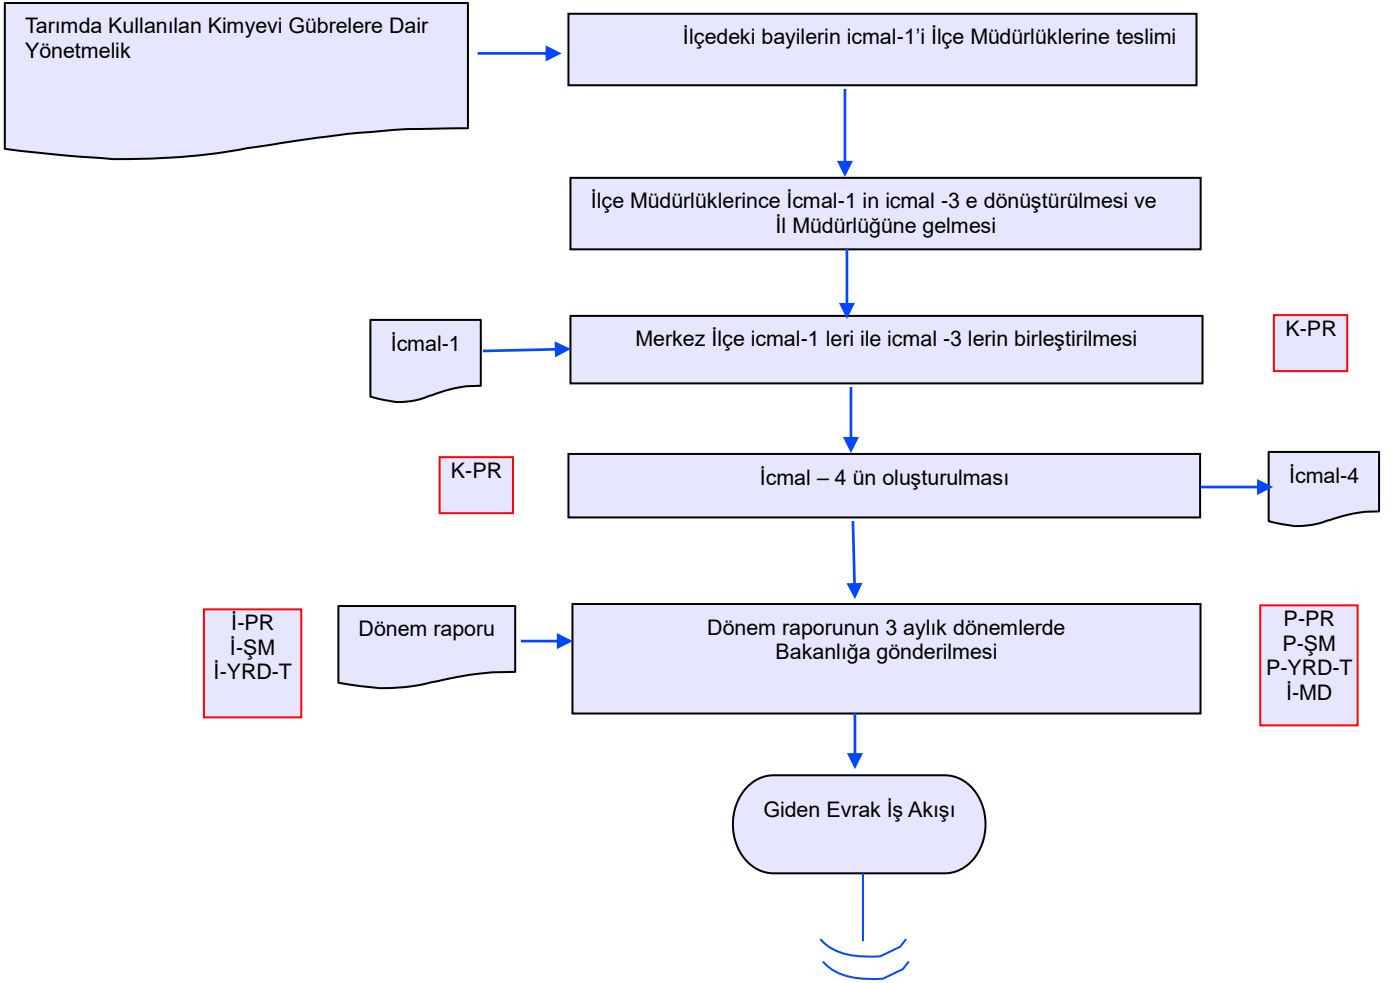 Tarımda Kullanılan Kimyevi Gübrelere Dair
Yönetmelik
İlçedeki bayilerin icmal-1’i İlçe Müdürlüklerine teslimi
İlçe Müdürlüklerince İcmal-1 in icmal -3 e dönüştürülmesi ve
İl Müdürlüğüne gelmesi
İcmal-1
Merkez İlçe icmal-1 leri ile icmal -3 lerin birleştirilmesi
K-PR
K-PR
İcmal – 4 ün oluşturulması
İcmal-4
İ-PR
İ-ŞM
İ-YRD-T
Dönem raporu
Dönem raporunun 3 aylık dönemlerde
Bakanlığa gönderilmesi
P-PR
P-ŞM
P-YRD-T
İ-MD
Giden Evrak İş Akışı